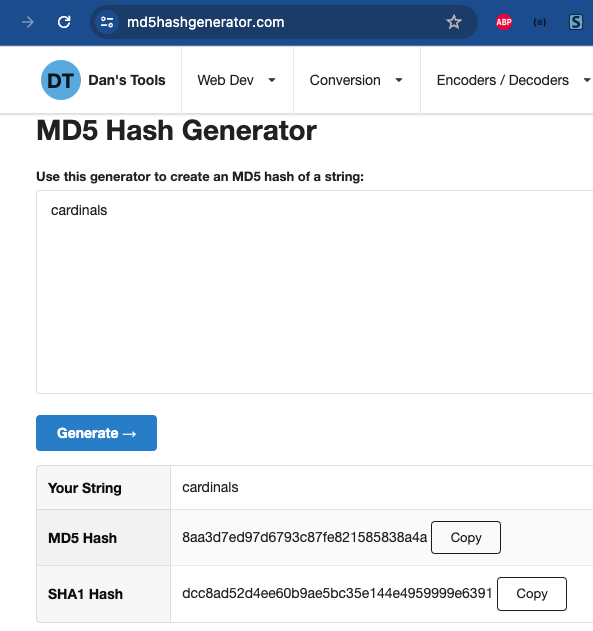 md5hashgenerator.com
ABP
S
DT Dan's Tools Web Dev Conversion Encoders / Decoders
MD5 Hash Generator
Use this generator to create an MD5 hash of a string:
cardinals
Generate →
Your String cardinals
MD5 Hash 8aa3d7ed97d6793c87fe821585838a4a Copy
SHA1 Hash dcc8ad52d4ee60b9ae5bc35e144e4959999e6391 Copy